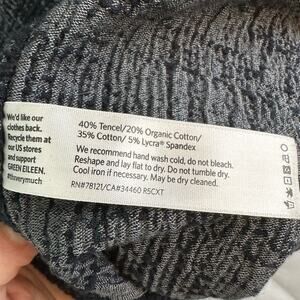 We'd like our
clothes back.
Recycle them at
our US stores
and support
GREEN EILEEN.
#thsverymuch
40% Tencel/20% Organic Cotton/
35% Cotton/ 5% Lycra® Spandex
We recommend hand wash cold, do not bleach.
Reshape and lay flat to dry. Do not tumble dry.
Cool iron if necessary. May be dry cleaned.
RN#78121/CA#34460 R5CXT